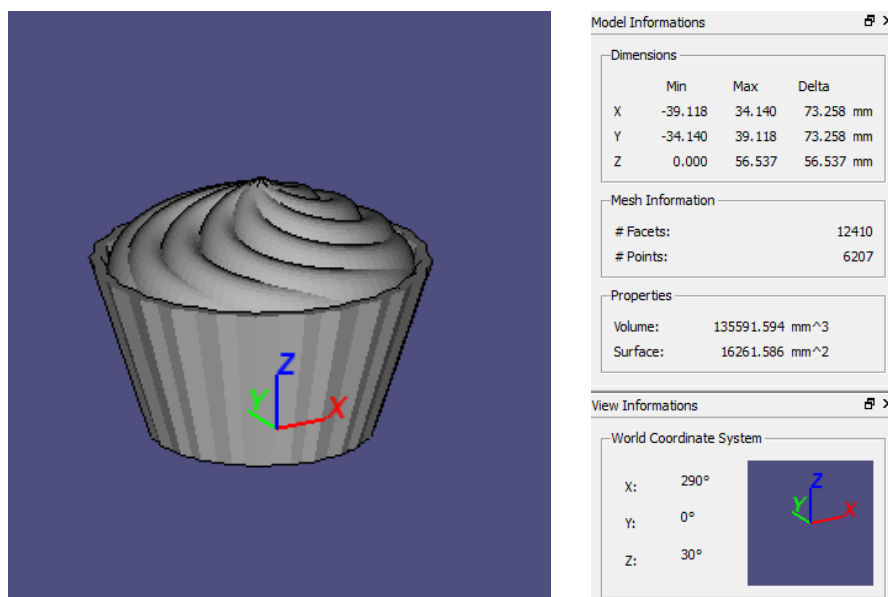 Z
Y X
Model Informations
Dimensions
Min Max Delta
X -39.118 34.140 73.258 mm
Y -34.140 39.118 73.258 mm
Z 0.000 56.537 56.537 mm
Mesh Information
# Facets: 12410
# Points: 6207
Properties
Volume: 135591.594 mm^3
Surface: 16261.586 mm^2
View Informations
World Coordinate System
X: 290°
Y: 0°
Z: 30°
Z
Y X